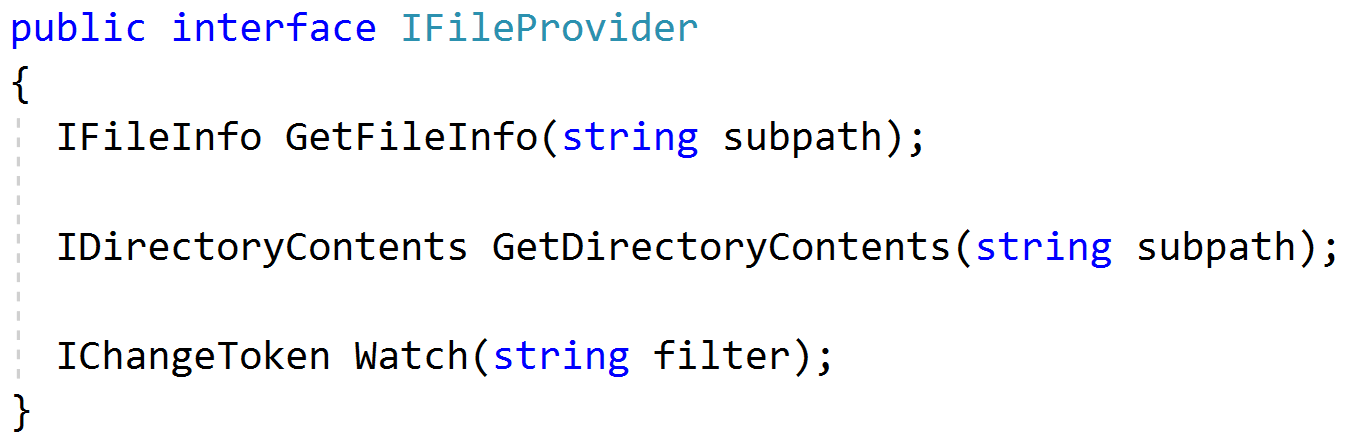 public interface IFileProvider
{
IFileInfo GetFileInfo(string subpath);
IDirectoryContents GetDirectoryContents(string subpath);
IChangeToken Watch(string filter);
}